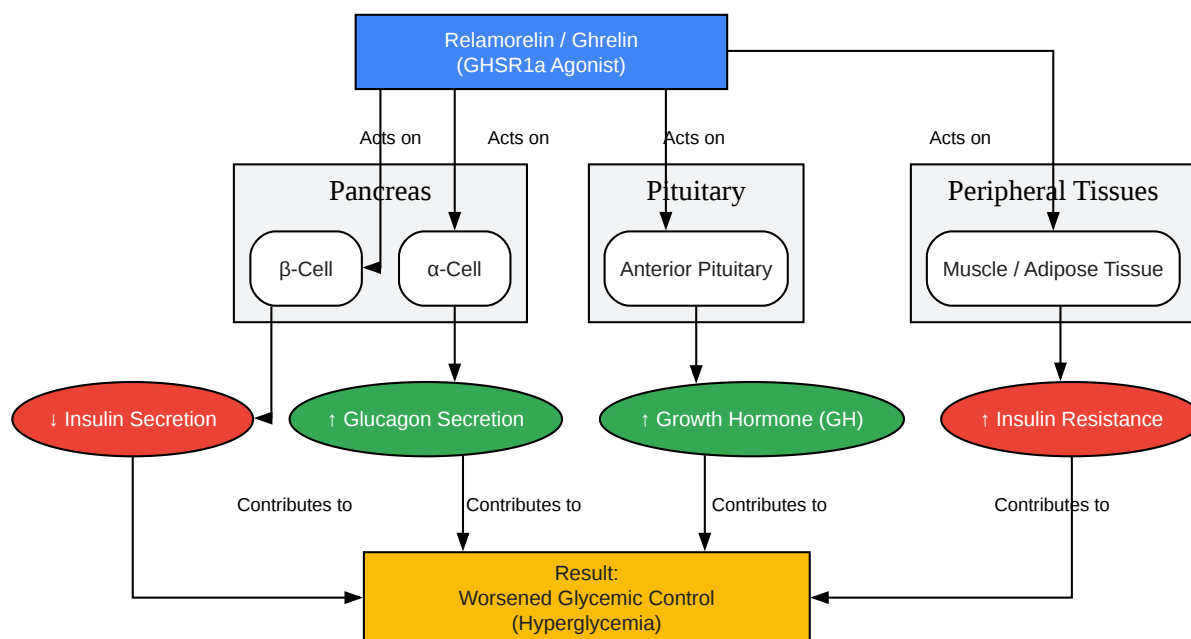 Relamorelin / Ghrelin
(GHSR1a Agonist)
Acts on
Acts on
Acts on
Acts on
Pancreas
Pituitary
Peripheral Tissues
β-Cell
α-Cell
Anterior Pituitary
Muscle / Adipose Tissue
↓ Insulin Secretion
↑ Glucagon Secretion
↑ Growth Hormone (GH)
↑ Insulin Resistance
Contributes to
Contributes to
Contributes to
Contributes to
Result:
Worsened Glycemic Control
(Hyperglycemia)